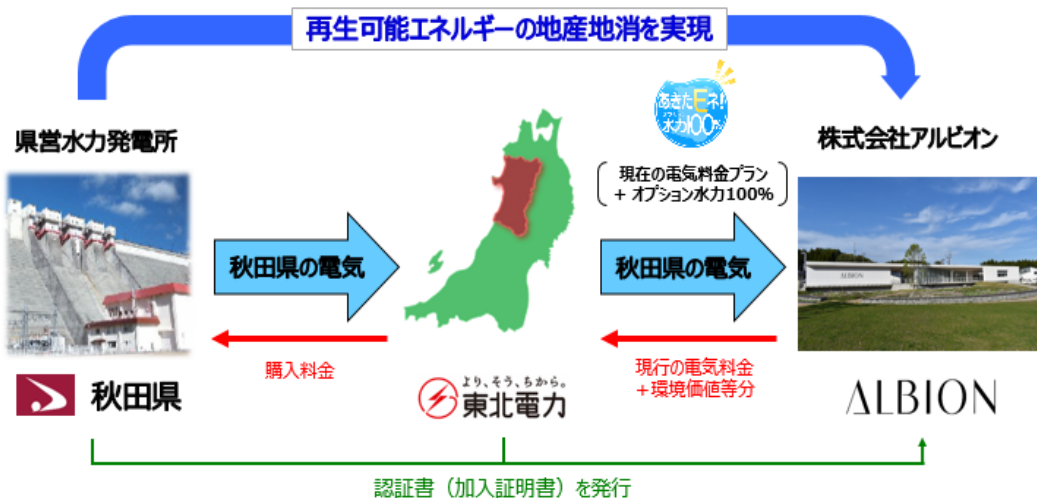 再生可能エネルギーの地産地消を実現
県営水力発電所
あきたEネ!
水力100%
株式会社アルビオン
現在の電気料金プラン
+ オプション水力100%
秋田県の電気
秋田県の電気
ALBION
購入料金
現行の電気料金
+環境価値等分
秋田県
より、そう、ちから。
東北電力
ALBION
認証書（加入証明書）を発行